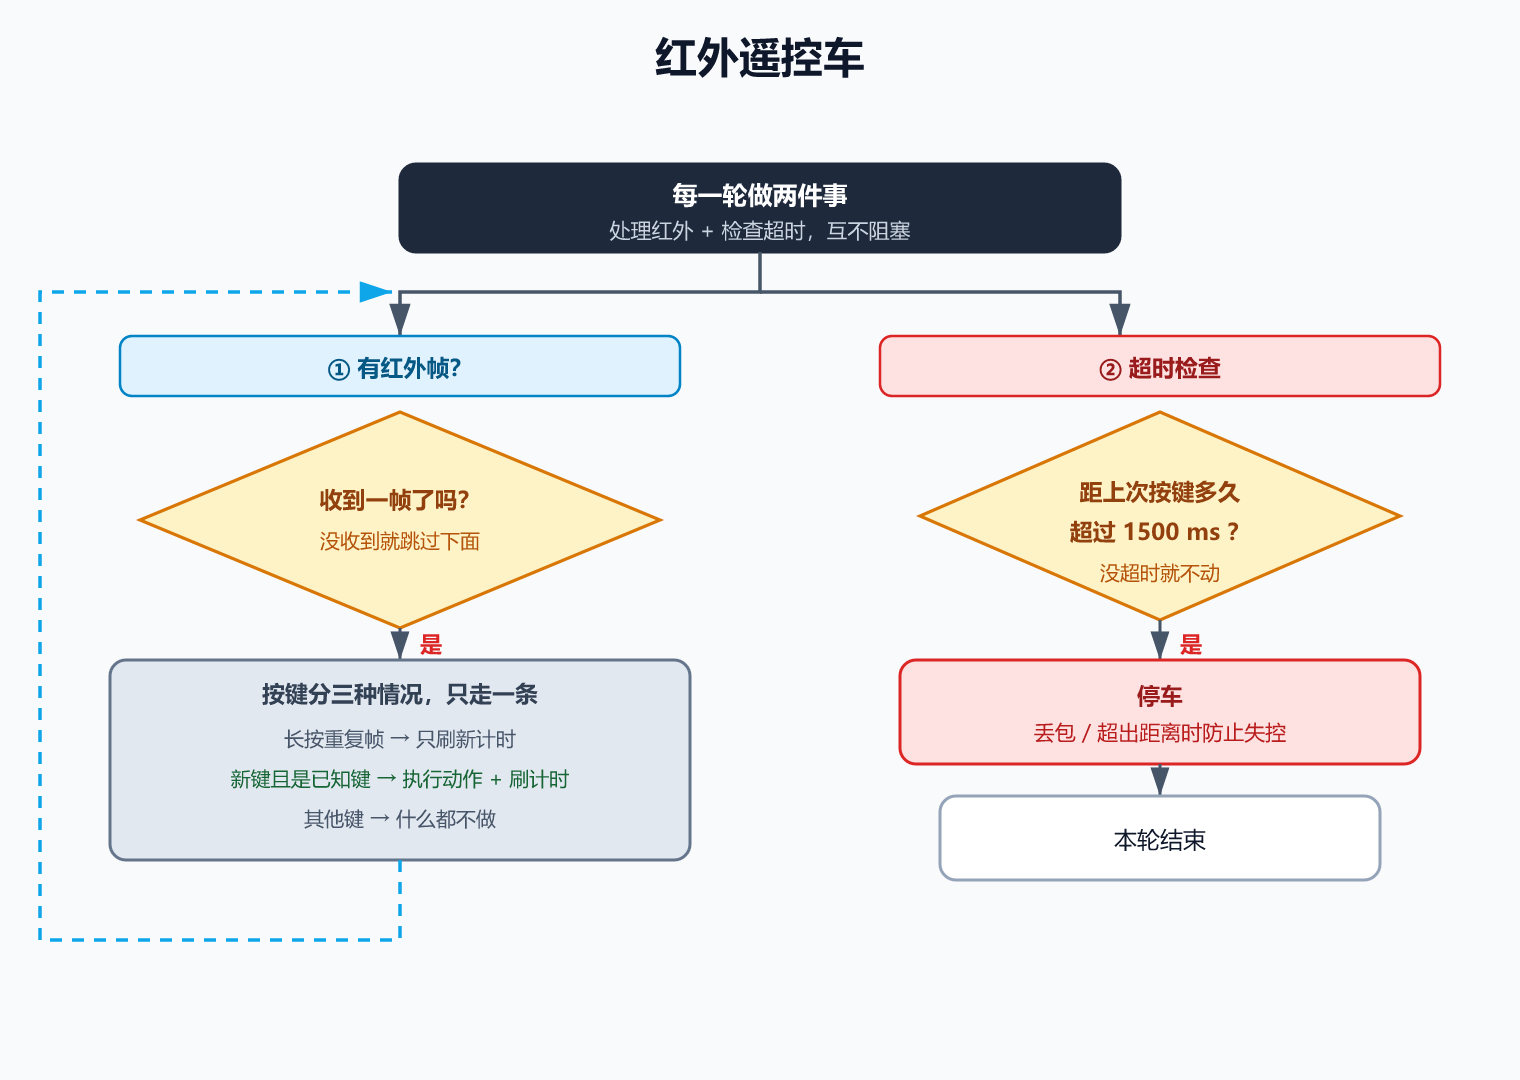 红外遥控车
每一轮做两件事
处理红外 + 检查超时，互不阻塞
① 有红外帧？
收到一帧了吗？
没收到就跳过下面
是
按键分三种情况，只走一条
长按重复帧 → 只刷新计时
新键且是已知键 → 执行动作 + 刷计时
其他键 → 什么都不做
② 超时检查
距上次按键多久
超过 1500 ms？
没超时就不动
是
停车
丢包 / 超出距离时防止失控
本轮结束